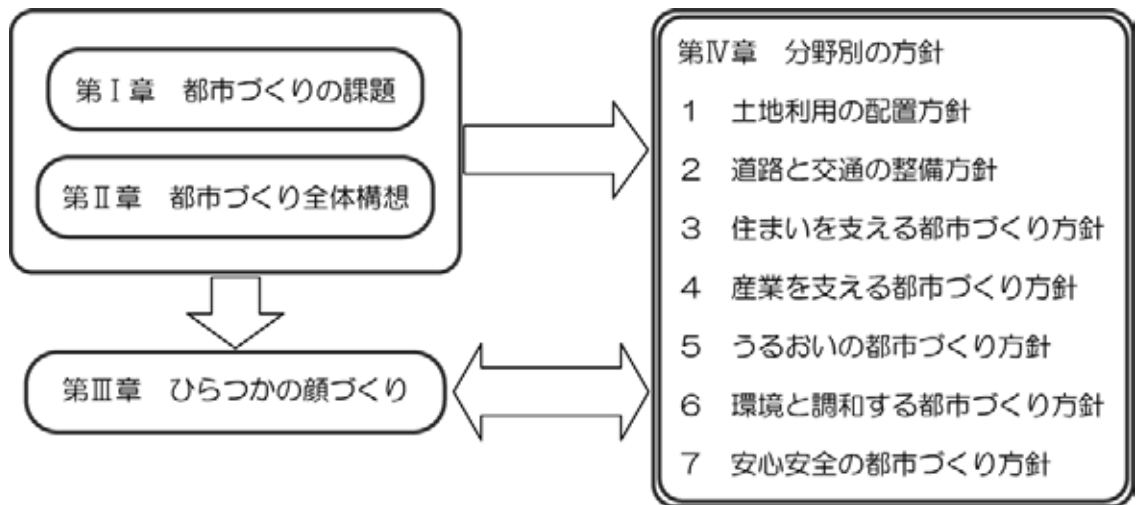 第Ⅰ章　都市づくりの課題
第Ⅱ章　都市づくり全体構想
第Ⅲ章　ひらつかの顔づくり
第Ⅳ章　分野別の方針
1　土地利用の配置方針
2　道路と交通の整備方針
3　住まいを支える都市づくり方針
4　産業を支える都市づくり方針
5　うるおいの都市づくり方針
6　環境と調和する都市づくり方針
7　安心安全の都市づくり方針